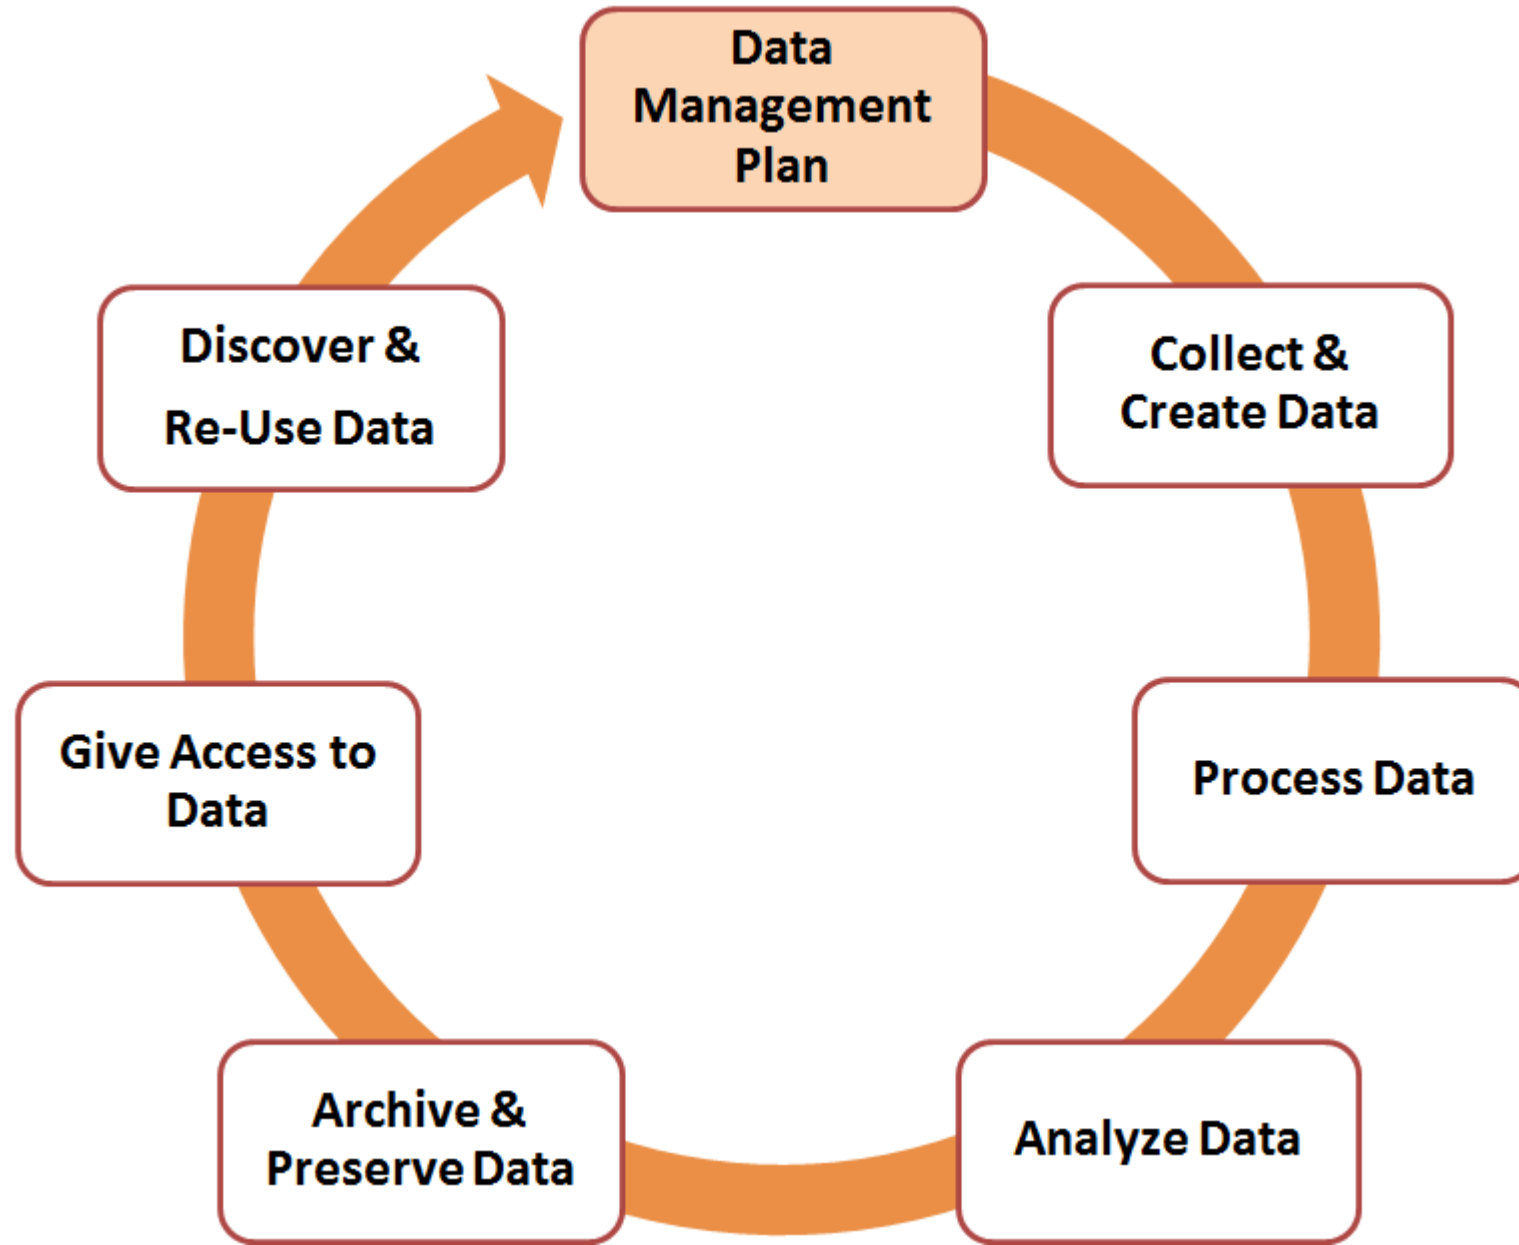 Data
Management
Plan
Collect &
Create Data
Process Data
Analyze Data
Archive &
Preserve Data
Give Access to
Data
Discover &
Re-Use Data